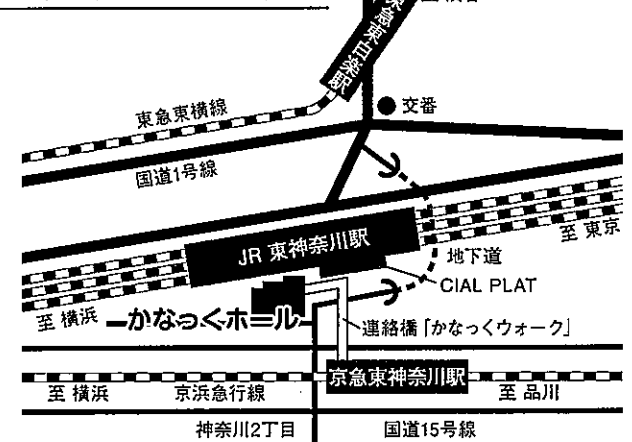 東急東白楽駅
交番
東急東横線
国道1号線
JR 東神奈川駅
至 東京
地下道
CIAL PLAT
至 横浜
かなっくホール
連絡橋「かなっくウォーク」
京急東神奈川駅
至 横浜
京浜急行線
至 品川
神奈川2丁目
国道15号線